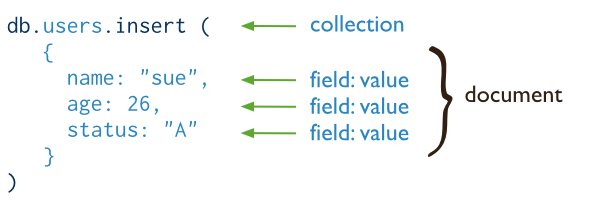 db.users.insert ( collection
{
name: "sue", field: value
age: 26, field: value
status: "A" field: value
}
)
document